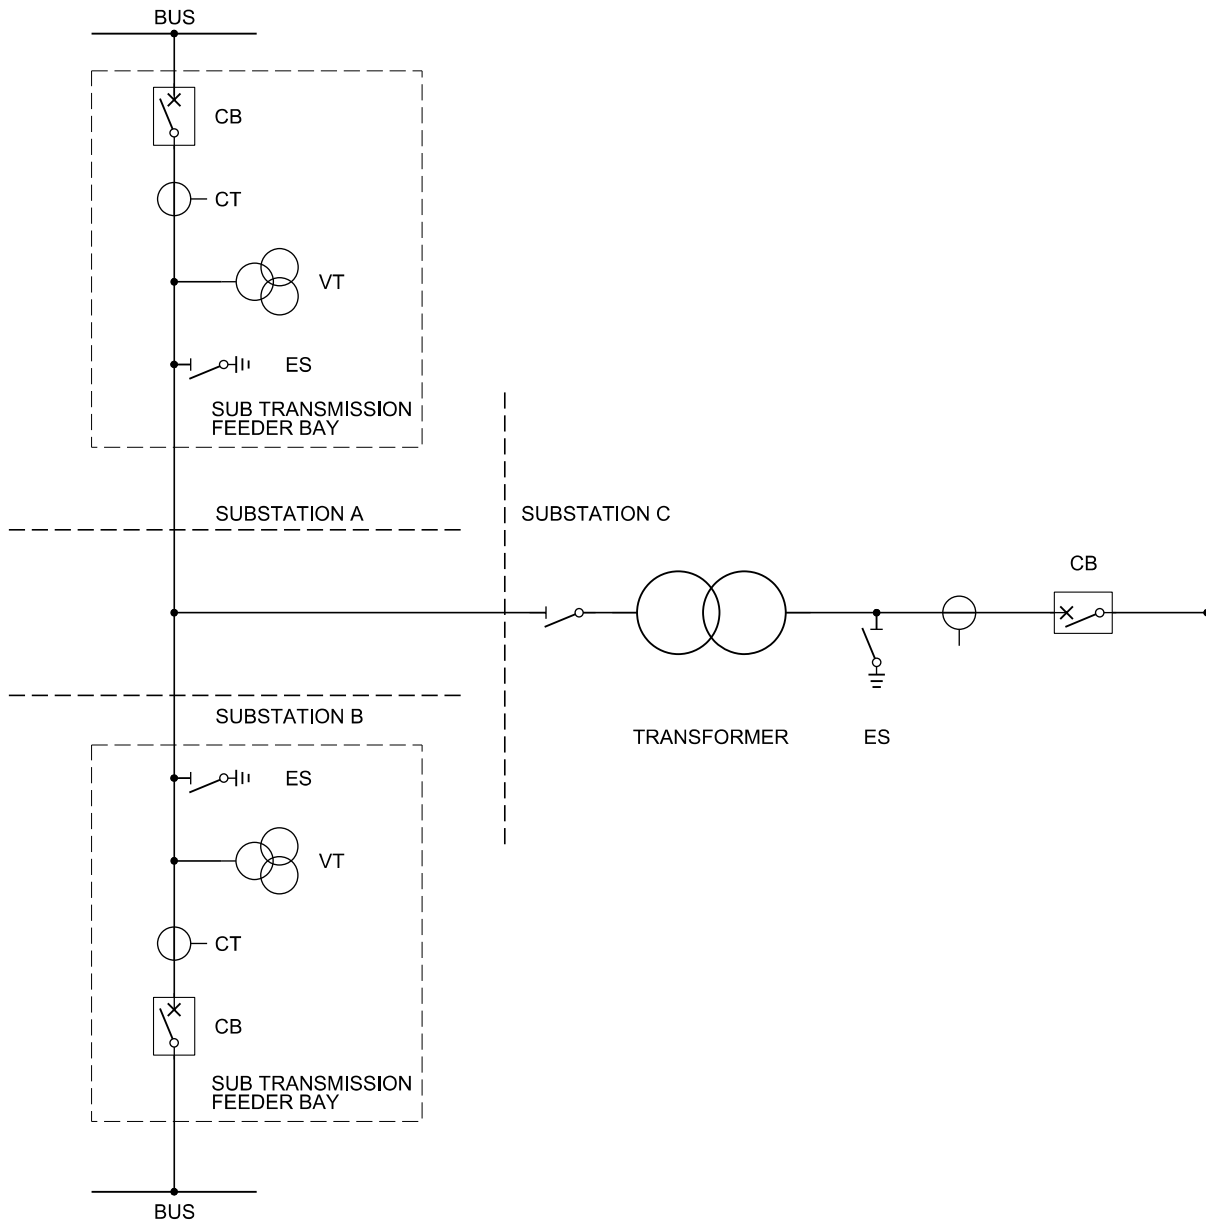 BUS
CB
CT
VT
ES
SUB TRANSMISSION
FEEDER BAY
SUBSTATION A
SUBSTATION C
CB
SUBSTATION B
TRANSFORMER
ES
ES
VT
CT
CB
SUB TRANSMISSION
FEEDER BAY
BUS